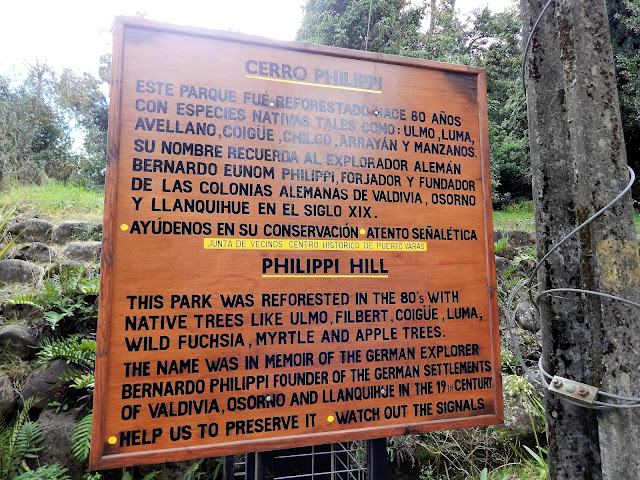 CERRO PHILIPPI
ESTE PARQUE FUÉ REFORESTADO HACE 80 AÑOS
CON ESPECIES NATIVAS TALES COMO: ULMO, LUMA,
AVELLANO, COIGÜE, CHILCO, ARRAYÁN Y MANZANOS.
SU NOMBRE RECUERDA AL EXPLORADOR ALEMÁN
BERNARDO EUNOM PHILIPPI, FORJADOR Y FUNDADOR
DE LAS COLONIAS ALEMANAS DE VALDIVIA, OSORNO
Y LLANQUIHUE EN EL SIGLO XIX.
AYÚDENOS EN SU CONSERVACIÓN ATENTO SEÑALÉTICA
JUNTA DE VECINOS CENTRO HISTÓRICO DE PUERTO VARAS
PHILIPPI HILL
THIS PARK WAS REFORESTED IN THE 80's WITH
NATIVE TREES LIKE ULMO, FILBERT, COIGÜE, LUMA,
WILD FUCHSIA, MYRTLE AND APPLE TREES.
THE NAME WAS IN MEMOIR OF THE GERMAN EXPLORER
BERNARDO PHILIPPI FOUNDER OF THE GERMAN SETTLEMENTS
OF VALDIVIA, OSORNO AND LLANQUIHUE IN THE 19TH CENTURY
HELP US TO PRESERVE IT WATCH OUT THE SIGNALS